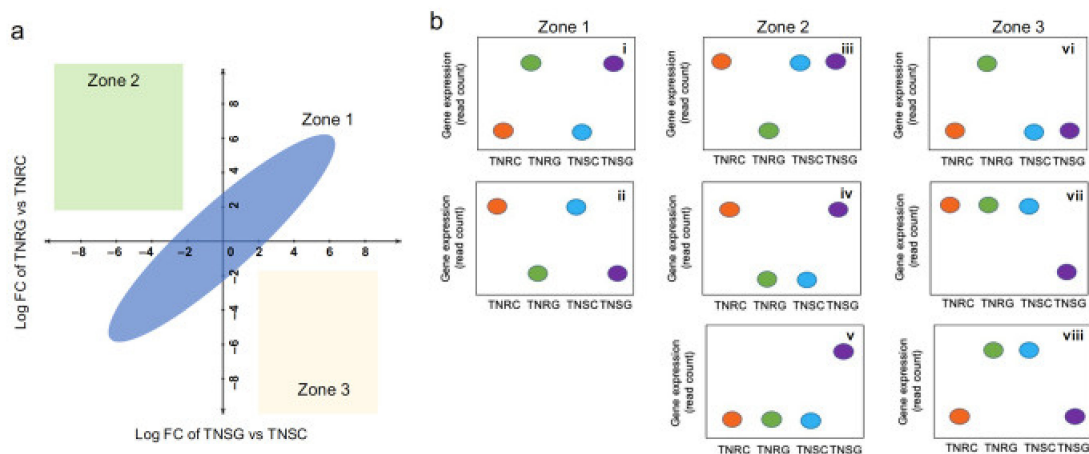 a
Zone 2
Zone 1
8
6
4
2
−8 −6 −4 −2 0 2 4 6 8
−2
−4
−6
−8
Zone 3
Log FC of TNRG vs TNRC
Log FC of TNSG vs TNSC
b
Zone 1 Zone 2 Zone 3
i
Gene expression
(read count)
TNRC TNRG TNSC TNSG
iii
Gene expression
(read count)
TNRC TNRG TNSC TNSG
vi
Gene expression
(read count)
TNRC TNRG TNSC TNSG
ii
Gene expression
(read count)
TNRC TNRG TNSC TNSG
iv
Gene expression
(read count)
TNRC TNRG TNSC TNSG
vii
Gene expression
(read count)
TNRC TNRG TNSC TNSG
v
Gene expression
(read count)
TNRC TNRG TNSC TNSG
viii
Gene expression
(read count)
TNRC TNRG TNSC TNSG